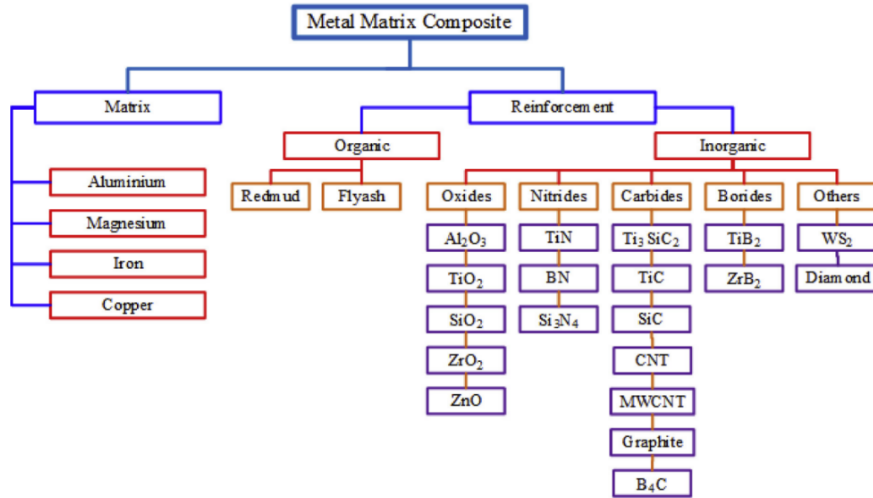 Metal Matrix Composite
Matrix
Reinforcement
Organic
Inorganic
Aluminium
Magnesium
Iron
Copper
Redmud
Flyash
Oxides
Nitrides
Carbides
Borides
Others
Al₂O₃
TiO₂
SiO₂
ZrO₂
ZnO
TiN
BN
Si₃N₄
Ti₃ SiC₂
TiC
SiC
CNT
MWCNT
Graphite
B₄C
TiB₂
ZrB₂
WS₂
Diamond